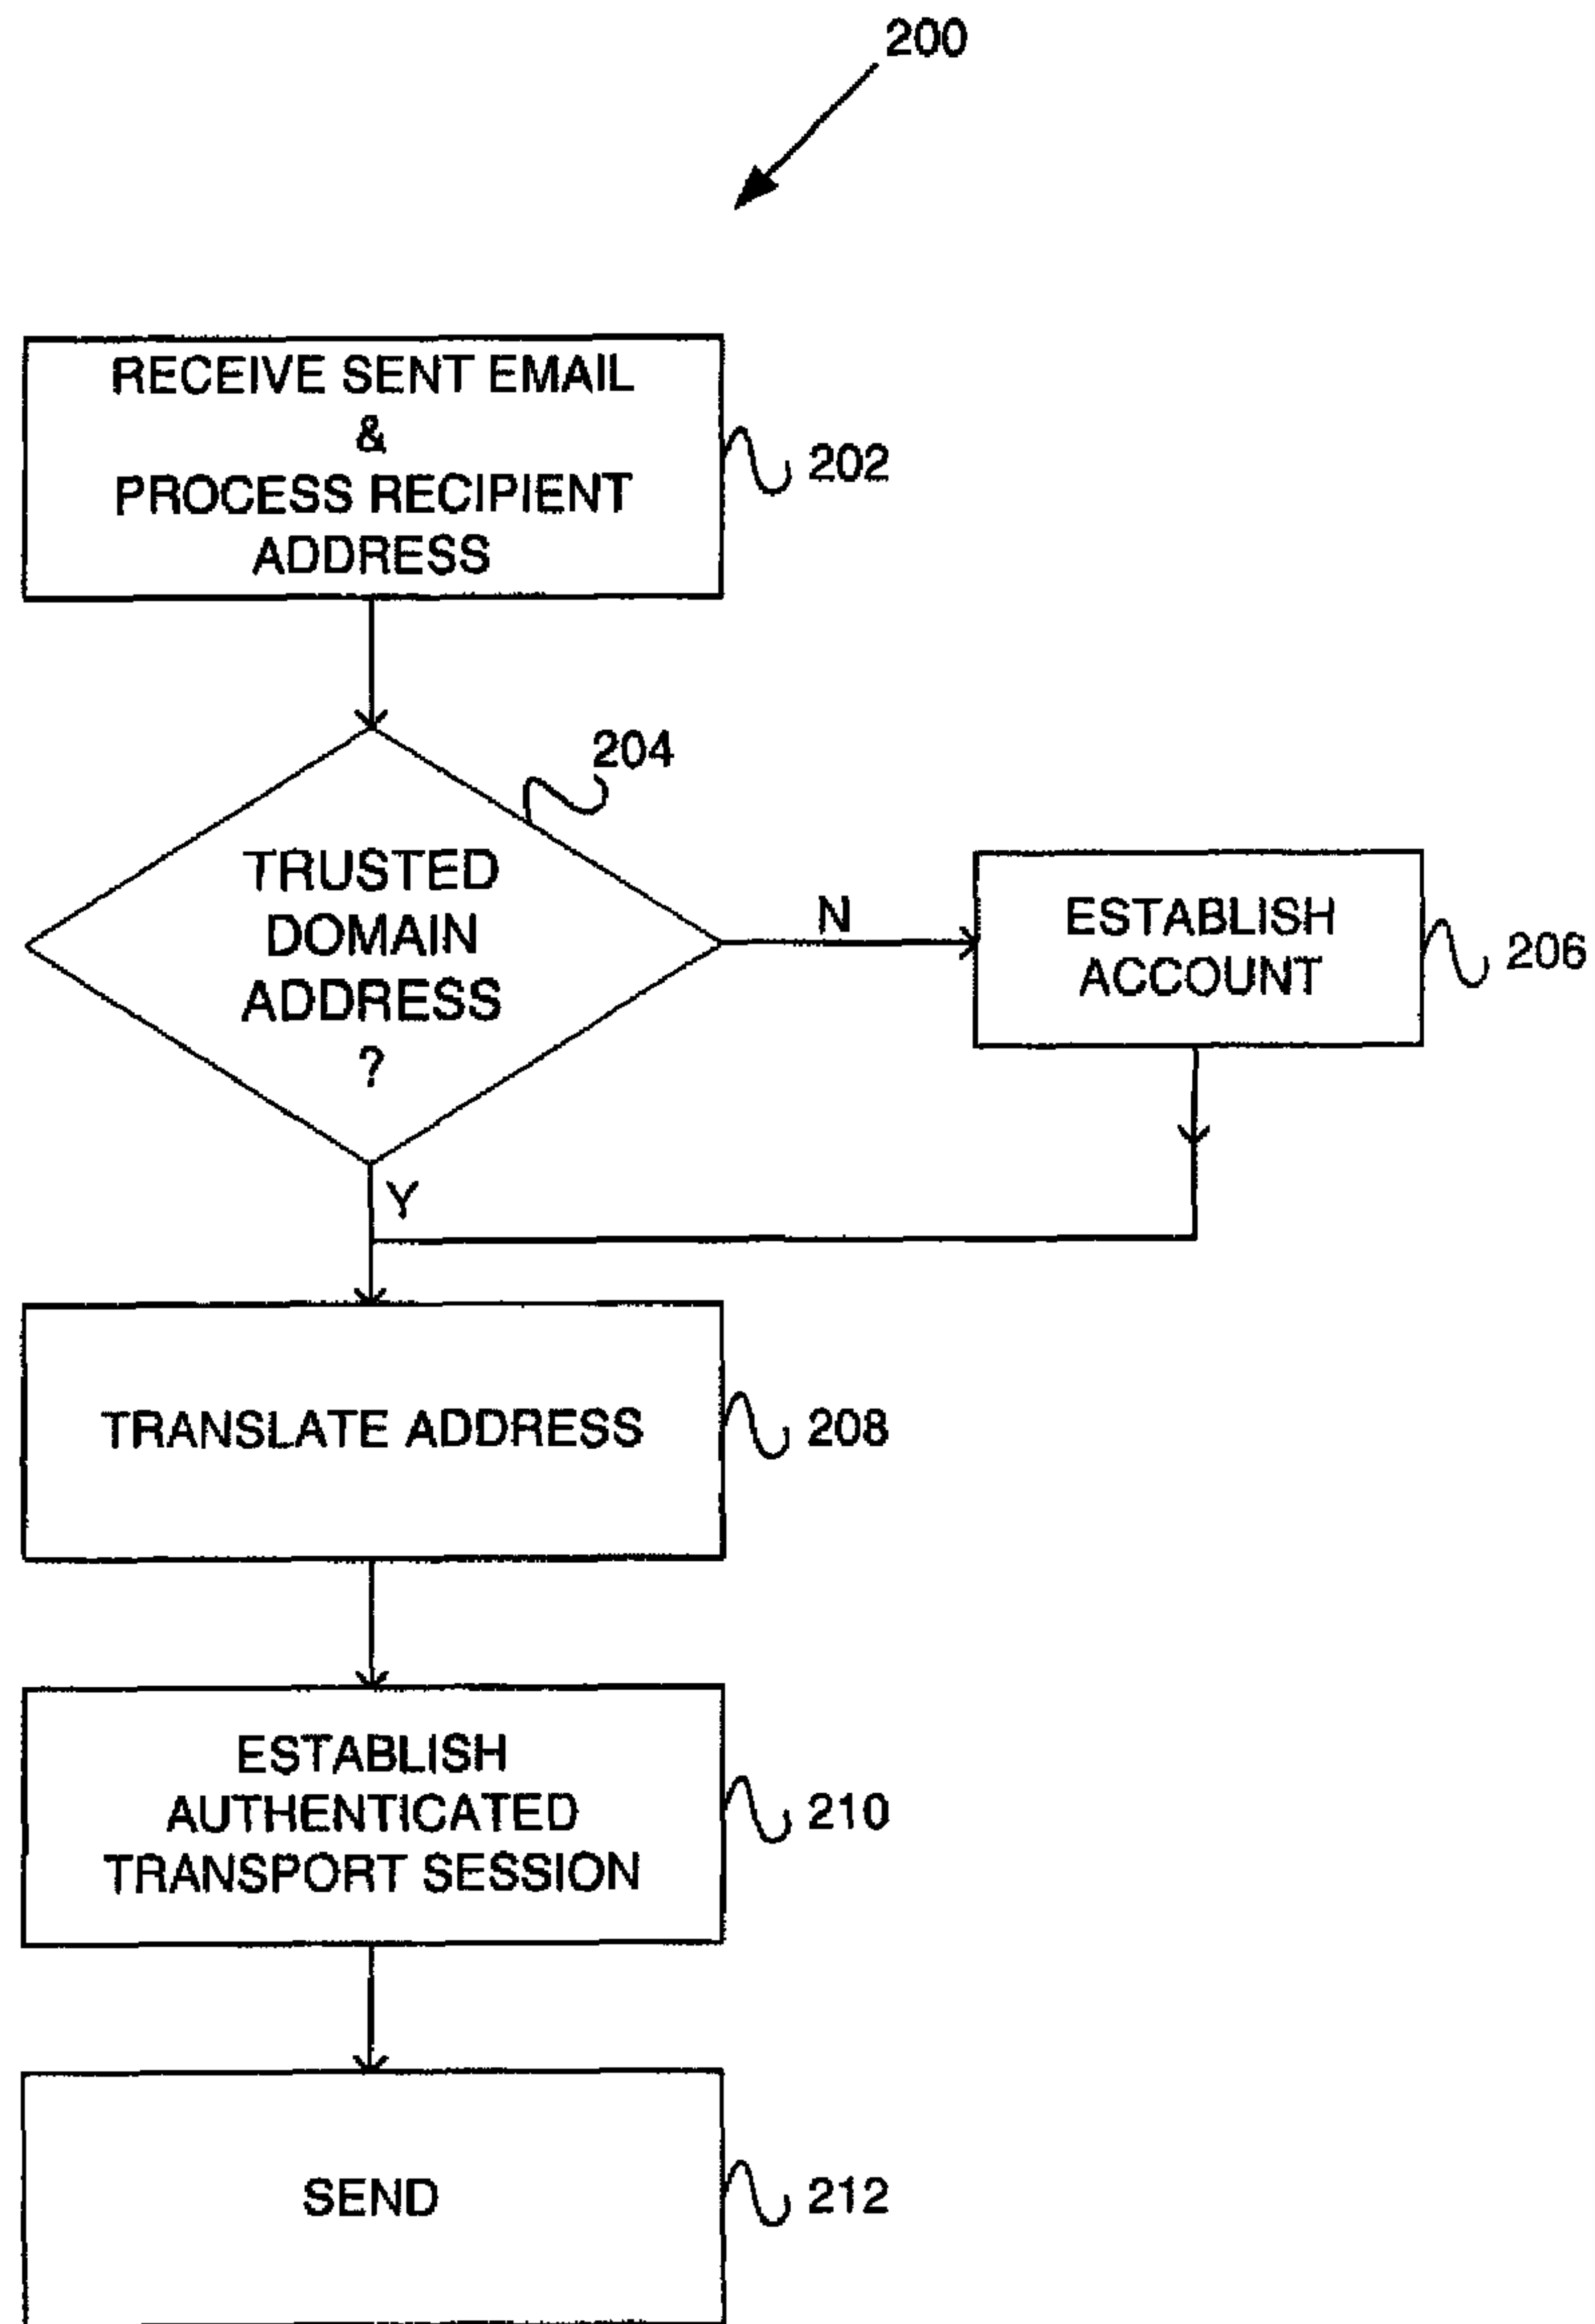 200
RECEIVE SENT EMAIL
&
PROCESS RECIPIENT
ADDRESS
202
204
TRUSTED
DOMAIN
ADDRESS
?
N
ESTABLISH
ACCOUNT
206
Y
TRANSLATE ADDRESS
208
ESTABLISH
AUTHENTICATED
TRANSPORT SESSION
210
SEND
212